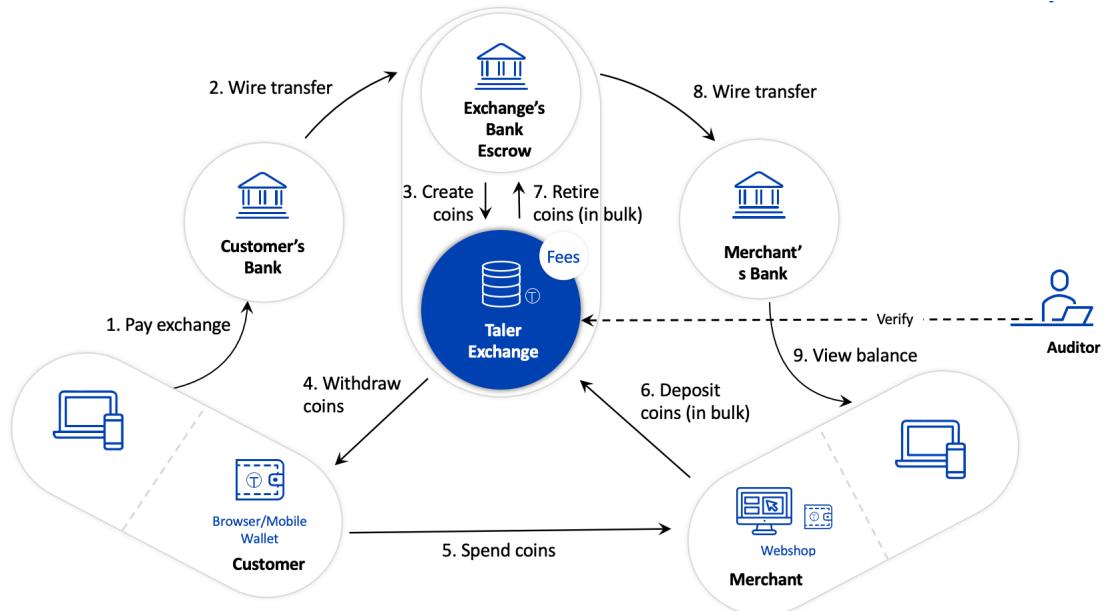 2. Wire transfer
Exchange's
Bank
Escrow
8. Wire transfer
3. Create
coins
7. Retire
coins (in bulk)
Customer's
Bank
Fees
Merchant'
s Bank
T
Taler
Exchange
1. Pay exchange
Verify
Auditor
9. View balance
4. Withdraw
coins
6. Deposit
coins (in bulk)
T
Browser/Mobile
Wallet
Customer
5. Spend coins
T
Webshop
Merchant